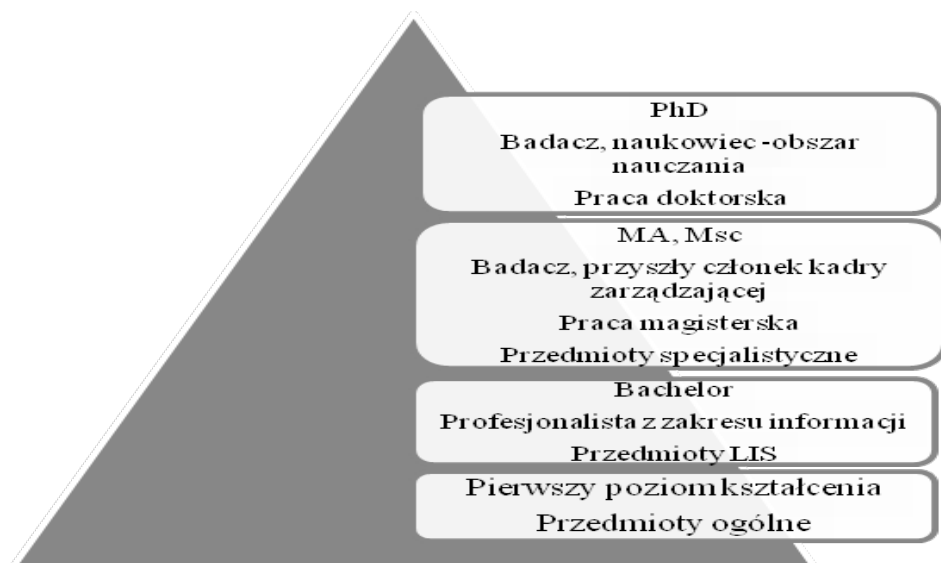 PhD
Badacz, naukowiec -obszar
nauczania
Praca doktorska
MA, Msc
Badacz, przyszły członek kadry
zarządzającej
Praca magisterska
Przedmioty specjalistyczne
Bachelor
Profesjonalista z zakresu informacji
Przedmioty LIS
Pierwszy poziom kształcenia
Przedmioty ogólne